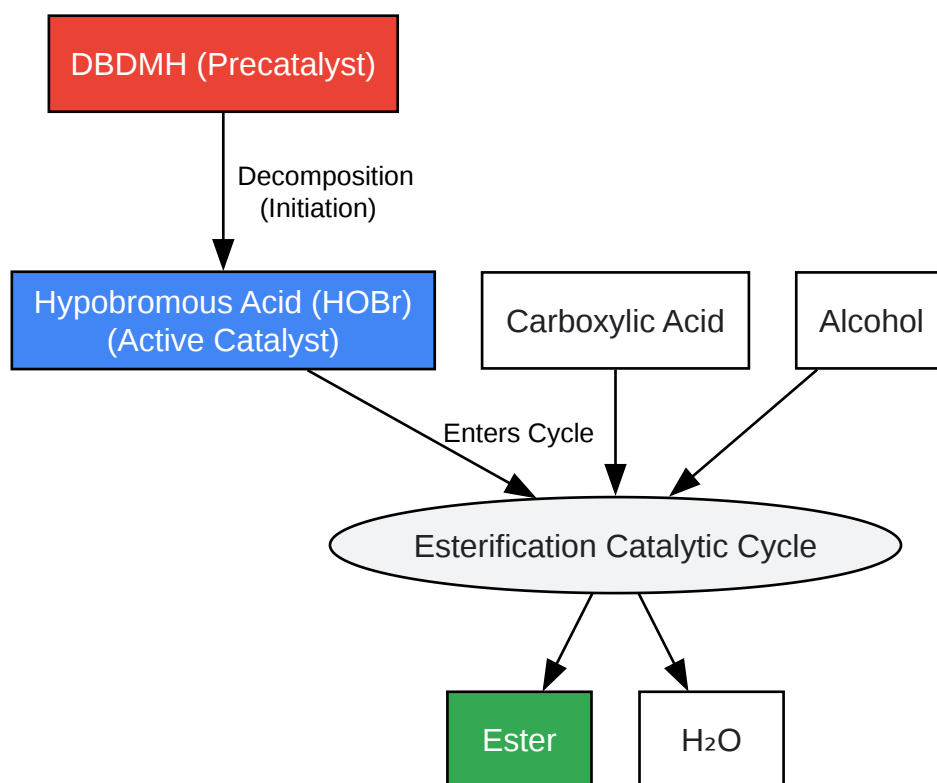 DBDMH (Precatalyst)
Decomposition
(Initiation)
Hypobromous Acid (HOBr)
(Active Catalyst)
Carboxylic Acid
Alcohol
Enters Cycle
Esterification Catalytic Cycle
Ester
H₂O